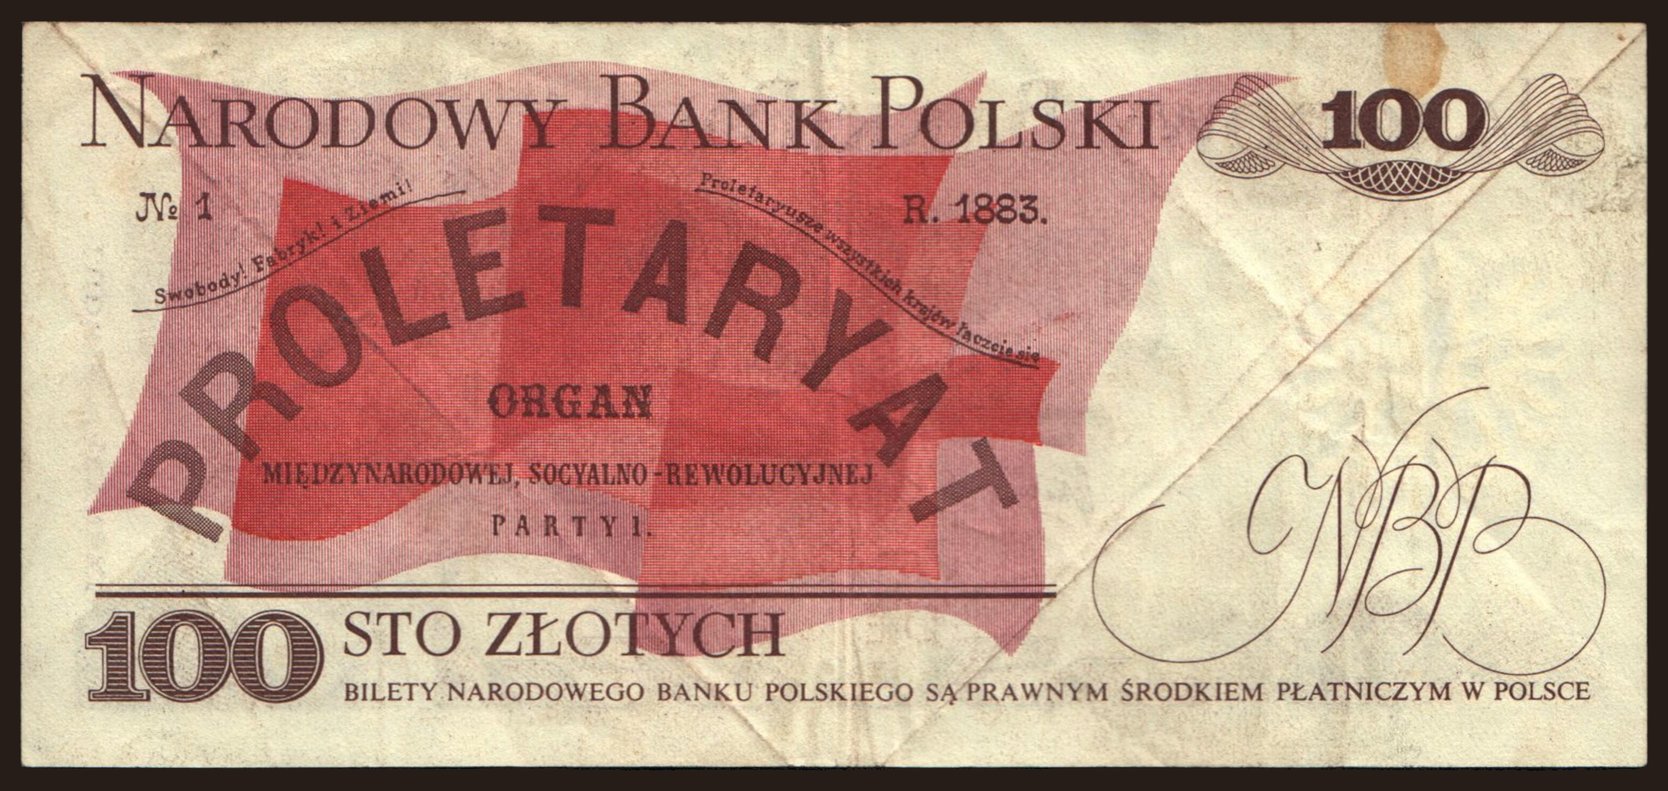 NARODOWY BANK POLSKI
100
№ 1
R. 1883.
Swobody! Fabryk! i Ziemi!
Proletaryusze wszystkich krajów łączcie się
PROLETARYAT
ORGAN
MIĘDZYNARODOWEJ, SOCYALNO-REWOLUCYJNEJ
PARTYI.
NBP
100 STO ZŁOTYCH
BILETY NARODOWEGO BANKU POLSKIEGO SĄ PRAWNYM ŚRODKIEM PŁATNICZYM W POLSCE